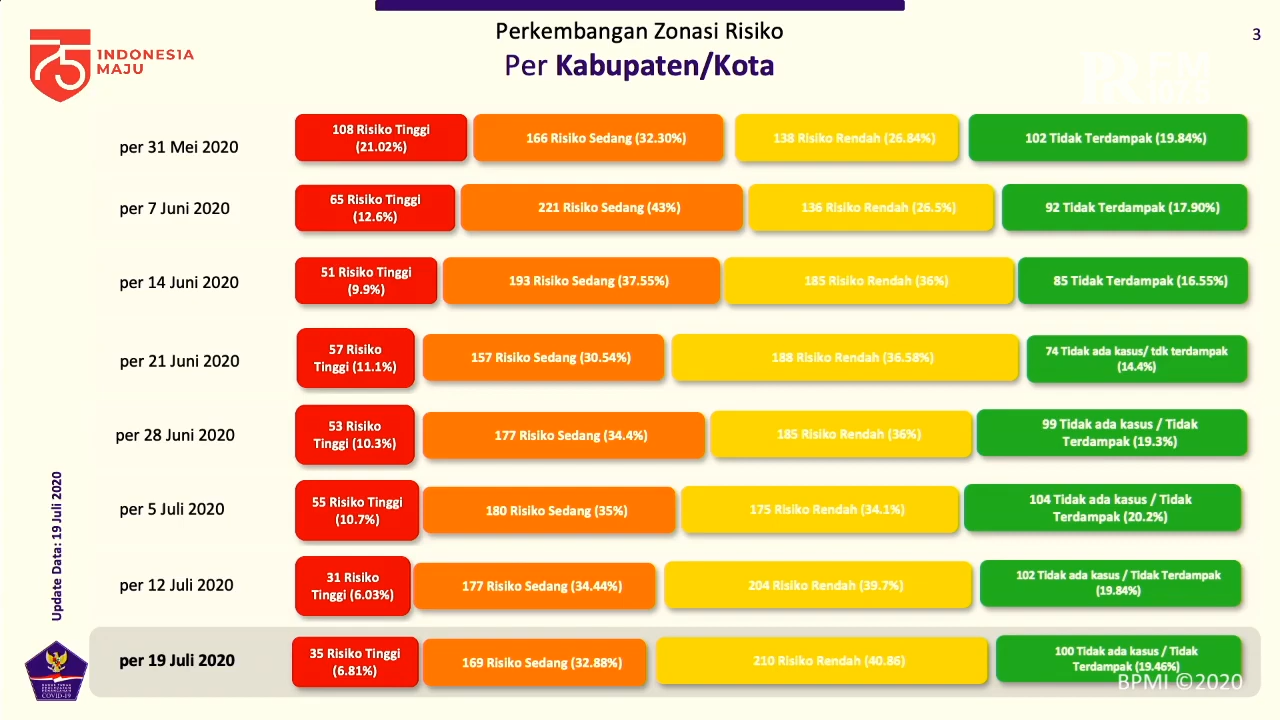 Perkembangan Zonasi Risiko
3
Per Kabupaten/Kota
75
INDONESIA
MAJU
PR FM
107.5
per 31 Mei 2020
108 Risiko Tinggi
(21.02%)
166 Risiko Sedang (32.30%)
138 Risiko Rendah (26.84%)
102 Tidak Terdampak (19.84%)
per 7 Juni 2020
65 Risiko Tinggi
(12.6%)
221 Risiko Sedang (43%)
136 Risiko Rendah (26.5%)
92 Tidak Terdampak (17.90%)
per 14 Juni 2020
51 Risiko Tinggi
(9.9%)
193 Risiko Sedang (37.55%)
185 Risiko Rendah (36%)
85 Tidak Terdampak (16.55%)
per 21 Juni 2020
57 Risiko
Tinggi (11.1%)
157 Risiko Sedang (30.54%)
188 Risiko Rendah (36.58%)
74 Tidak ada kasus/ tdk terdampak
(14.4%)
per 28 Juni 2020
53 Risiko
Tinggi (10.3%)
177 Risiko Sedang (34.4%)
185 Risiko Rendah (36%)
99 Tidak ada kasus / Tidak
Terdampak (19.3%)
per 5 Juli 2020
55 Risiko Tinggi
(10.7%)
180 Risiko Sedang (35%)
175 Risiko Rendah (34.1%)
104 Tidak ada kasus / Tidak
Terdampak (20.2%)
per 12 Juli 2020
31 Risiko
Tinggi (6.03%)
177 Risiko Sedang (34.44%)
204 Risiko Rendah (39.7%)
102 Tidak ada kasus / Tidak Terdampak
(19.84%)
per 19 Juli 2020
35 Risiko Tinggi
(6.81%)
169 Risiko Sedang (32.88%)
210 Risiko Rendah (40.86)
100 Tidak ada kasus / Tidak
Terdampak (19.46%)
Update Data: 19 Juli 2020
GUGUS TUGAS
PERCEPATAN
PENANGANAN
COVID-19
BPMI ©2020